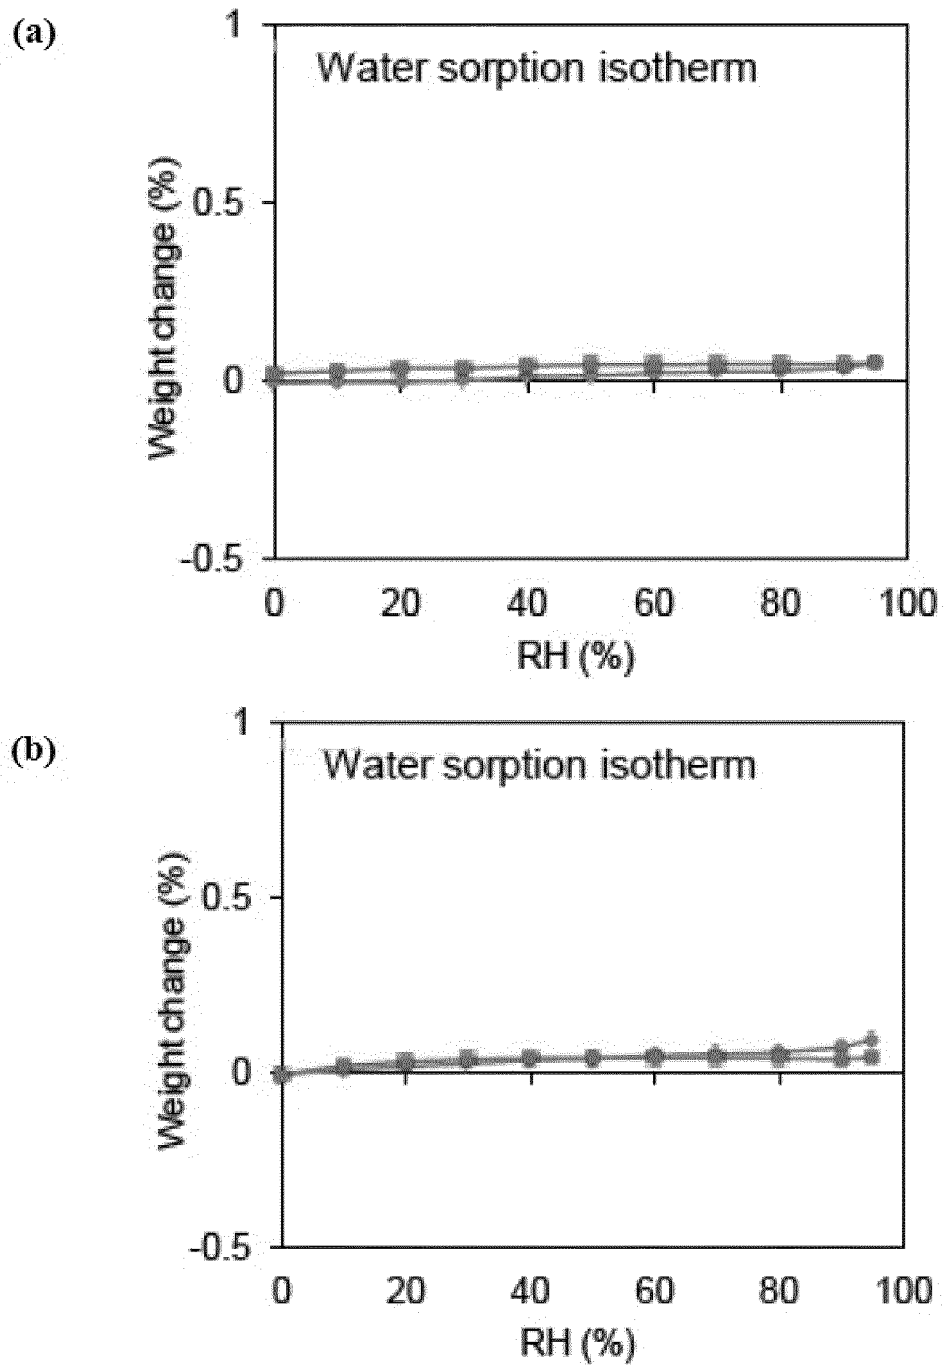 (a)
Water sorption isotherm
1
0.5
0
-0.5
Weight change (%)
0 20 40 60 80 100
RH (%)
(b)
Water sorption isotherm
1
0.5
0
-0.5
Weight change (%)
0 20 40 60 80 100
RH (%)